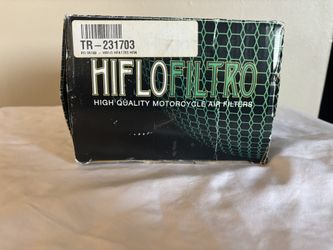 TR-231703
HIFLOFILTRO
HIGH QUALITY MOTORCYCLE AIR FILTERS